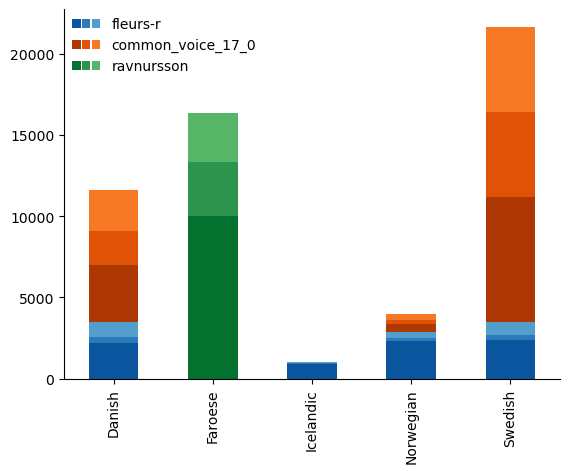 fleurs-r
common_voice_17_0
ravnursson
20000
15000
10000
5000
0
Danish
Faroese
Icelandic
Norwegian
Swedish